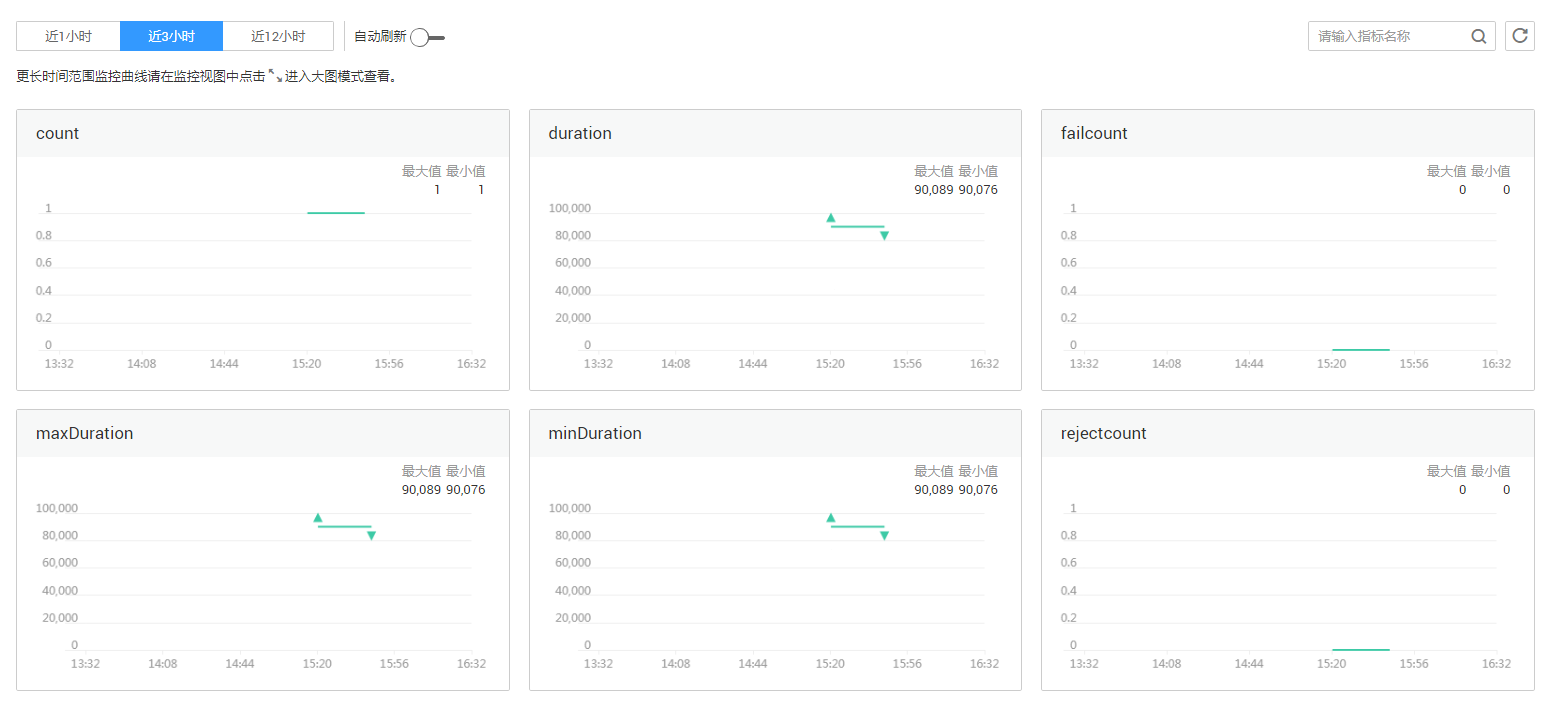 近1小时 近3小时 近12小时 自动刷新 请输入指标名称
更长时间范围监控曲线请在监控视图中点击 进入大图模式查看。
count
最大值 最小值
1 1
1
0.8
0.6
0.4
0.2
0
13:32 14:08 14:44 15:20 15:56 16:32
duration
最大值 最小值
90,089 90,076
100,000
80,000
60,000
40,000
20,000
0
13:32 14:08 14:44 15:20 15:56 16:32
failcount
最大值 最小值
0 0
1
0.8
0.6
0.4
0.2
0
13:32 14:08 14:44 15:20 15:56 16:32
maxDuration
最大值 最小值
90,089 90,076
100,000
80,000
60,000
40,000
20,000
0
13:32 14:08 14:44 15:20 15:56 16:32
minDuration
最大值 最小值
90,089 90,076
100,000
80,000
60,000
40,000
20,000
0
13:32 14:08 14:44 15:20 15:56 16:32
rejectcount
最大值 最小值
0 0
1
0.8
0.6
0.4
0.2
0
13:32 14:08 14:44 15:20 15:56 16:32